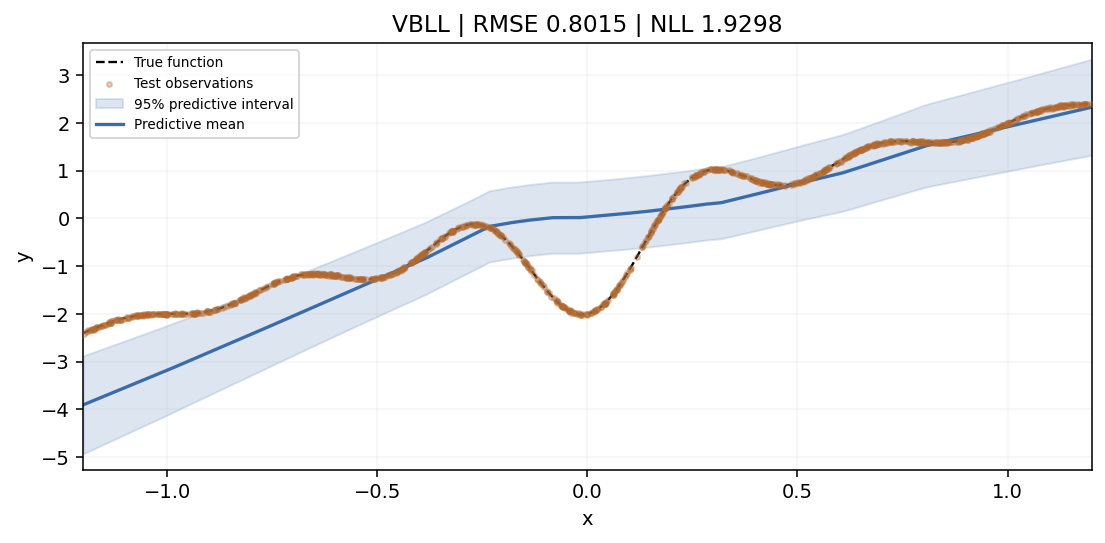 VBLL | RMSE 0.8015 | NLL 1.9298
True function
Test observations
95% predictive interval
Predictive mean
y
3
2
1
0
−1
−2
−3
−4
−5
−1.0 −0.5 0.0 0.5 1.0
x